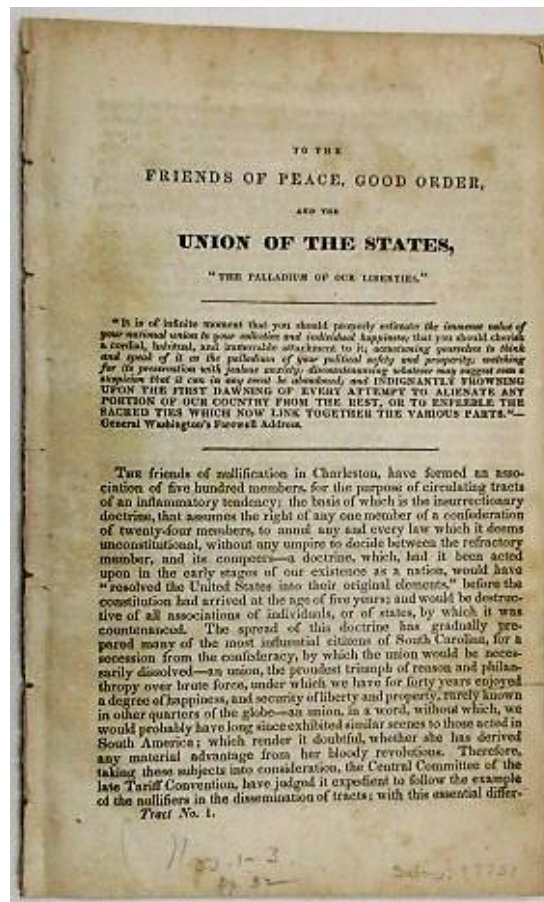 TO THE
FRIENDS OF PEACE, GOOD ORDER,
AND THE
UNION OF THE STATES,
"THE PALLADIUM OF OUR LIBERTIES."
"It is of infinite moment that you should properly estimate the immense value of
your national union to your collective and individual happiness; that you should cherish
a cordial, habitual, and immovable attachment to it; accustoming yourselves to think
and speak of it as the palladium of your political safety and prosperity; watching
for its preservation with jealous anxiety; discountenancing whatever may suggest even a
suspicion that it can in any event be abandoned; and INDIGNANTLY FROWNING
UPON THE FIRST DAWNING OF EVERY ATTEMPT TO ALIENATE ANY
PORTION OF OUR COUNTRY FROM THE REST, OR TO ENFEEBLE THE
SACRED TIES WHICH NOW LINK TOGETHER THE VARIOUS PARTS."—
General Washington's Farewell Address.
THE friends of nullification in Charleston, have formed an asso-
ciation of five hundred members, for the purpose of circulating tracts
of an inflammatory tendency; the basis of which is the insurrectionary
doctrine, that assumes the right of any one member of a confederation
of twenty-four members, to annul any and every law which it deems
unconstitutional, without any umpire to decide between the refractory
member, and its compeers—a doctrine, which, had it been acted
upon in the early stages of our existence as a nation, would have
"resolved the United States into their original elements," before the
constitution had arrived at the age of five years; and would be destruc-
tive of all associations of individuals, or of states, by which it was
countenanced. The spread of this doctrine has gradually pre-
pared many of the most influential citizens of South Carolina, for a
secession from the confederacy, by which the union would be neces-
sarily dissolved—an union, the proudest triumph of reason and philan-
thropy over brute force, under which we have for forty years enjoyed
a degree of happiness, and security of liberty and property, rarely known
in other quarters of the globe—an union, in a word, without which, we
would probably have long since exhibited similar scenes to those acted in
South America; which render it doubtful, whether she has derived
any material advantage from her bloody revolutions. Therefore,
taking these subjects into consideration, the Central Committee of the
late Tariff Convention, have judged it expedient to follow the example
of the nullifiers in the dissemination of tracts; with this essential differ-
Tract No. 1.
1-3